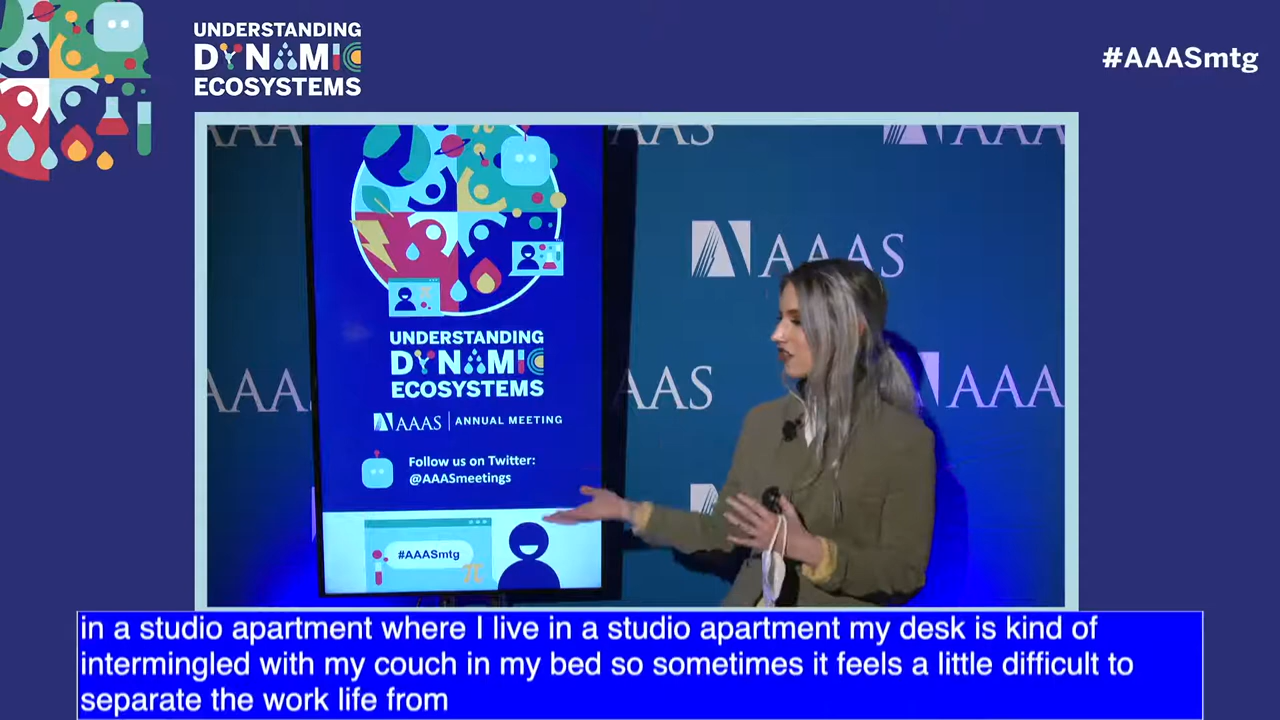 UNDERSTANDING
DYNAMIC
ECOSYSTEMS
#AAASmtg
AAAS
AAAS
AAAS
AAAS
AAAS
AAAS
AAAS
UNDERSTANDING
DYNAMIC
ECOSYSTEMS
AAAS | ANNUAL MEETING
Follow us on Twitter:
@AAASmeetings
#AAASmtg
in a studio apartment where I live in a studio apartment my desk is kind of
intermingled with my couch in my bed so sometimes it feels a little difficult to
separate the work life from